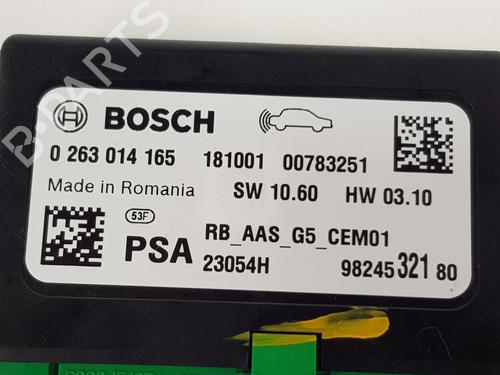 BOSCH
0 263 014 165 181001 00783251
Made in Romania SW 10.60 HW 03.10
53F
PSA RB_AAS_G5_CEM01
23054H 98245 321 80
B-PARTS